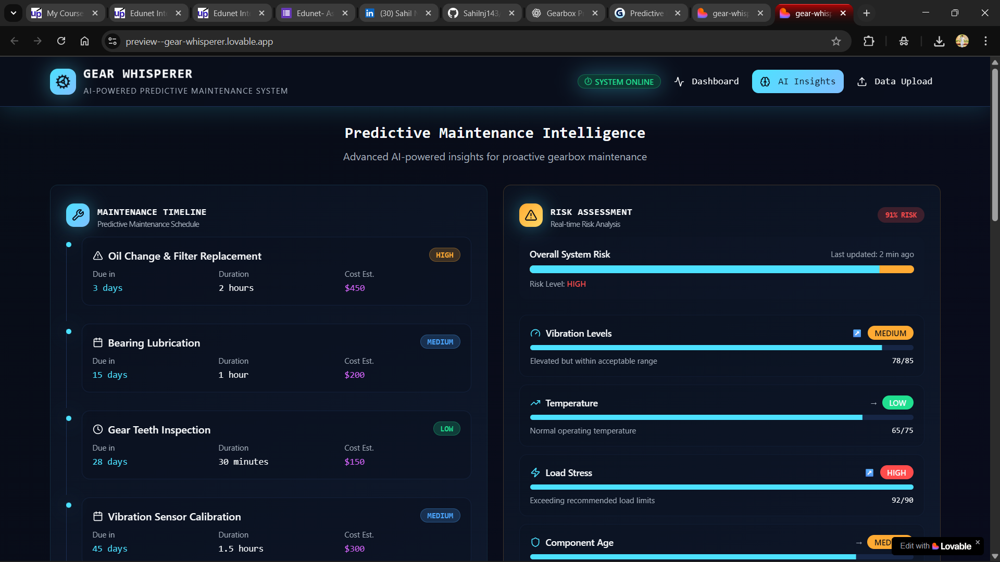 My Course
Edunet Int
Edunet Int
Edunet- As
(30) Sahil N
Sahilnj143/
Gearbox P
Predictive
gear-whisp
gear-whisp
preview--gear-whisperer.lovable.app
GEAR WHISPERER
AI-POWERED PREDICTIVE MAINTENANCE SYSTEM
SYSTEM ONLINE
Dashboard
AI Insights
Data Upload
Predictive Maintenance Intelligence
Advanced AI-powered insights for proactive gearbox maintenance
MAINTENANCE TIMELINE
Predictive Maintenance Schedule
Oil Change & Filter Replacement
HIGH
Due in Duration Cost Est.
3 days 2 hours $450
Bearing Lubrication
MEDIUM
Due in Duration Cost Est.
15 days 1 hour $200
Gear Teeth Inspection
LOW
Due in Duration Cost Est.
28 days 30 minutes $150
Vibration Sensor Calibration
MEDIUM
Due in Duration Cost Est.
45 days 1.5 hours $300
RISK ASSESSMENT
Real-time Risk Analysis
91% RISK
Overall System Risk
Last updated: 2 min ago
Risk Level: HIGH
Vibration Levels
MEDIUM
Elevated but within acceptable range
78/85
Temperature
→ LOW
Normal operating temperature
65/75
Load Stress
HIGH
Exceeding recommended load limits
92/90
Component Age
→ MED
Edit with Lovable